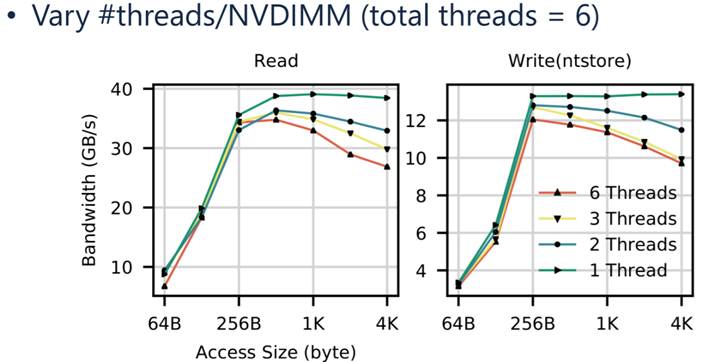 • Vary #threads/NVDIMM (total threads = 6)
Read
Bandwidth (GB/s)
40
30
20
10
64B 256B 1K 4K
Access Size (byte)
Write(ntstore)
12
10
8
6
4
6 Threads
3 Threads
2 Threads
1 Thread
64B 256B 1K 4K